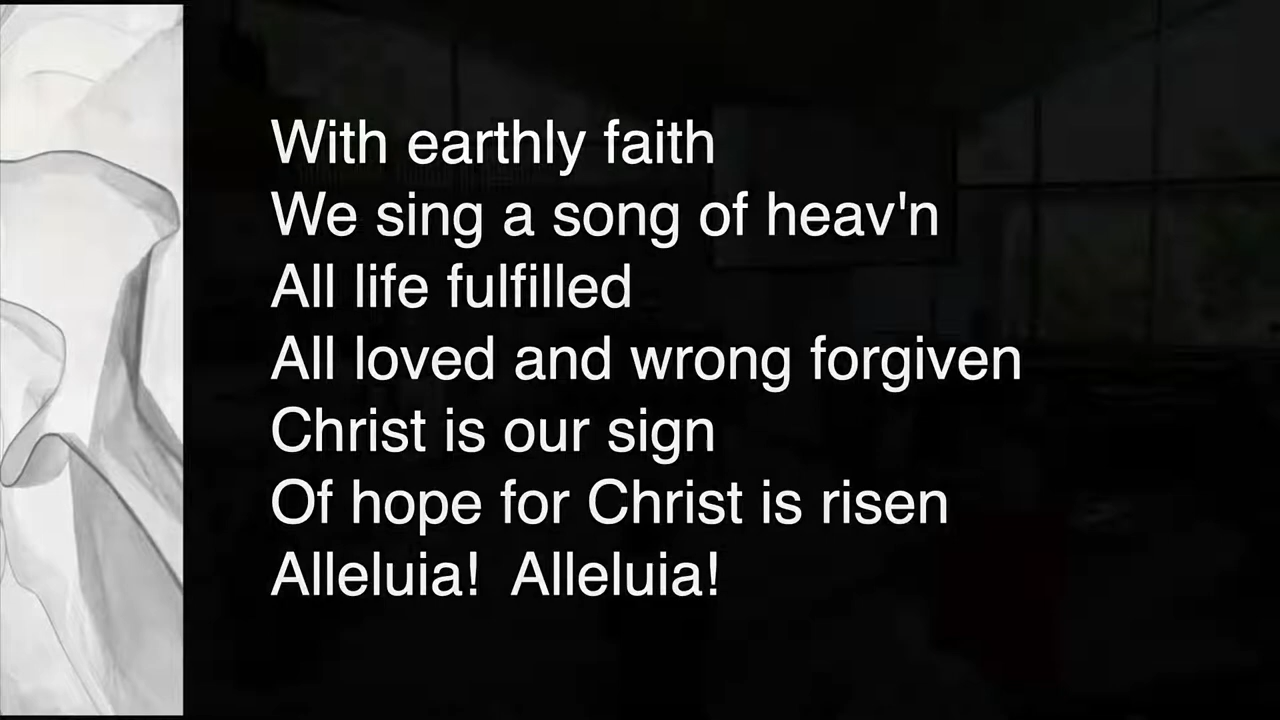 With earthly faith
We sing a song of heav'n
All life fulfilled
All loved and wrong forgiven
Christ is our sign
Of hope for Christ is risen
Alleluia!  Alleluia!